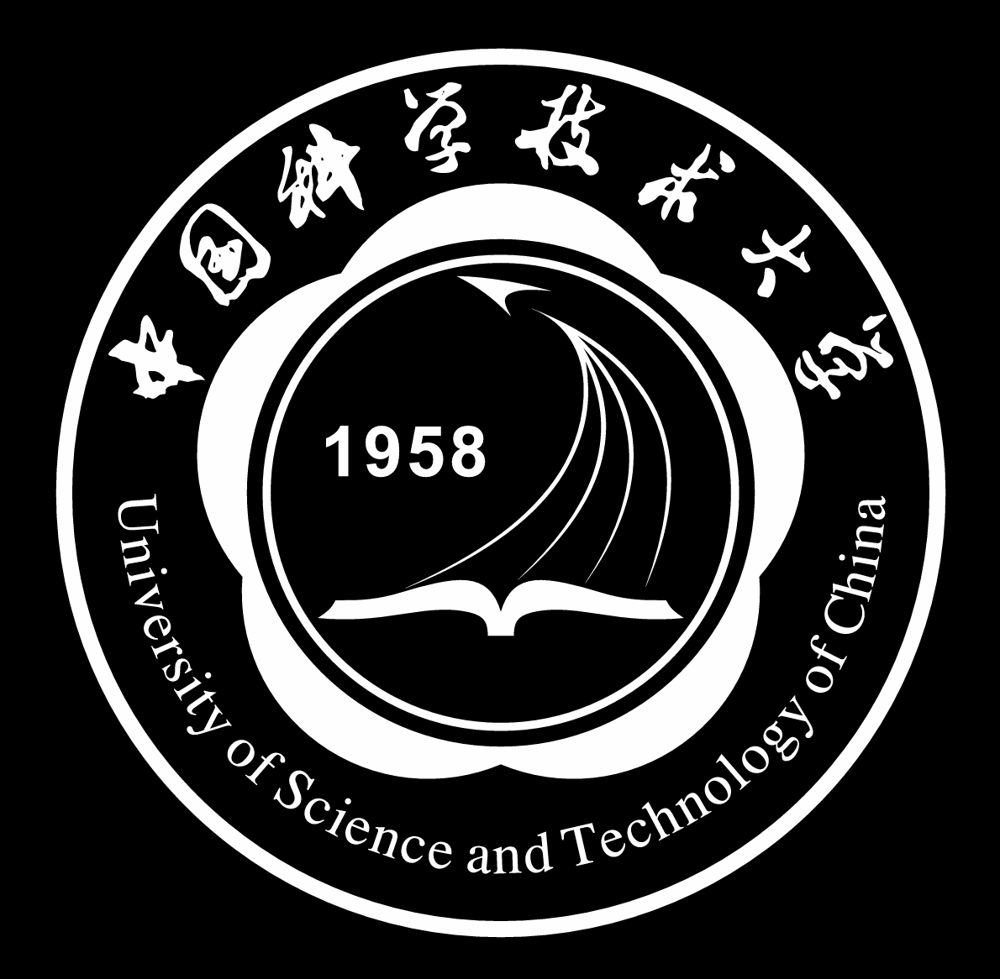 中国科学技术大学
1958
University of Science and Technology of China